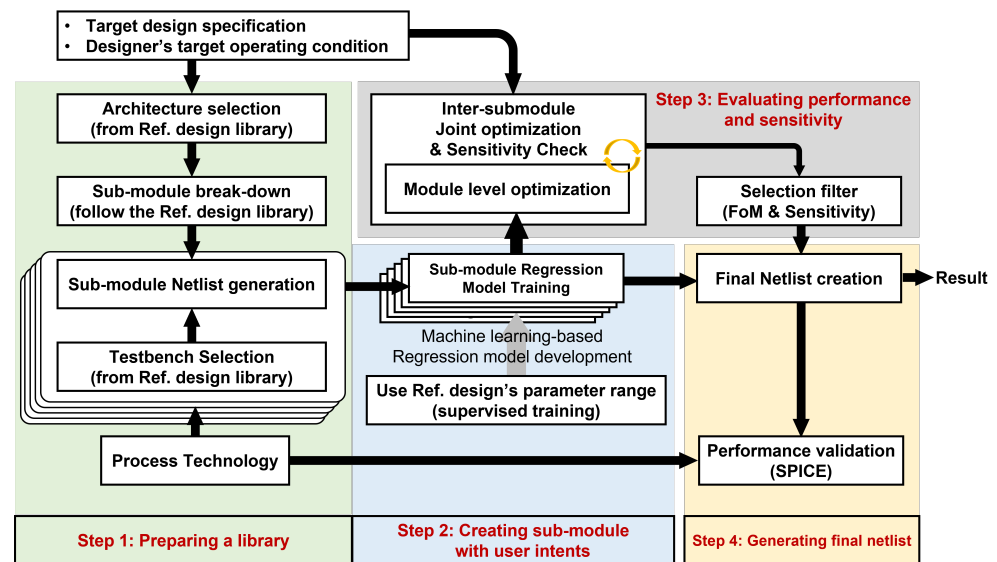 • Target design specification
• Designer's target operating condition
Architecture selection
(from Ref. design library)
Sub-module break-down
(follow the Ref. design library)
Sub-module Netlist generation
Testbench Selection
(from Ref. design library)
Process Technology
Step 1: Preparing a library
Inter-submodule
Joint optimization
& Sensitivity Check
Module level optimization
Step 3: Evaluating performance
and sensitivity
Selection filter
(FoM & Sensitivity)
Sub-module Regression
Model Training
Machine learning-based
Regression model development
Use Ref. design's parameter range
(supervised training)
Step 2: Creating sub-module
with user intents
Final Netlist creation
Result
Performance validation
(SPICE)
Step 4: Generating final netlist